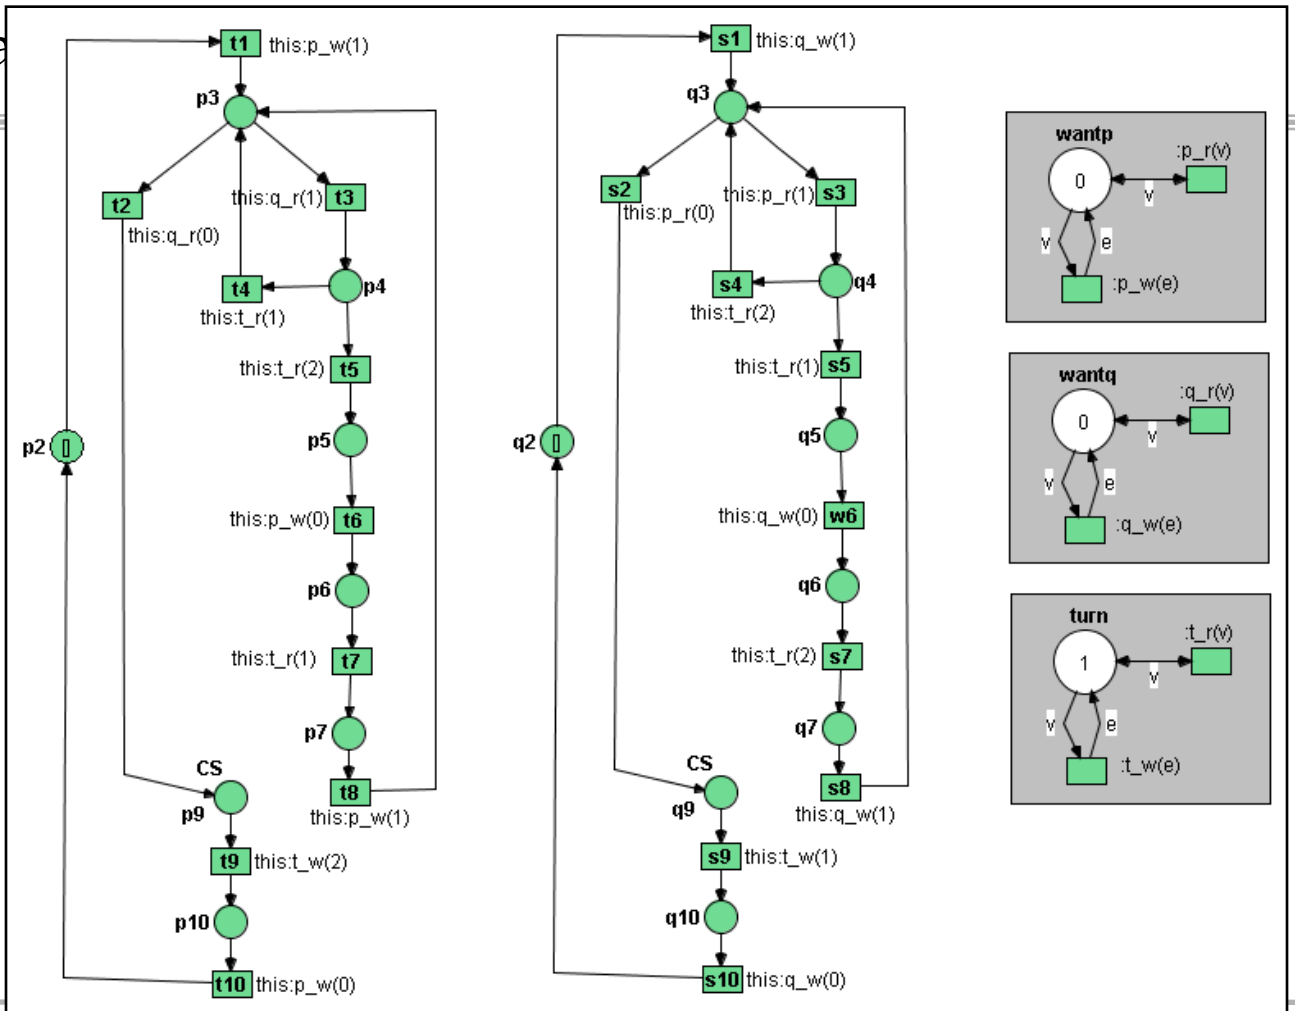 t1 this:p_w(1)
p3
t2
this:q_r(0)
this:q_r(1) t3
t4
this:t_r(1)
p4
this:t_r(2) t5
p2 []
p5
this:p_w(0) t6
p6
this:t_r(1) t7
p7
t8
this:p_w(1)
CS
p9
t9 this:t_w(2)
p10
t10 this:p_w(0)
s1 this:q_w(1)
q3
s2
this:p_r(0)
this:p_r(1) s3
s4
this:t_r(2)
q4
this:t_r(1) s5
q2 []
q5
this:q_w(0) w6
q6
this:t_r(2) s7
q7
s8
this:q_w(1)
CS
q9
s9 this:t_w(1)
q10
s10 this:q_w(0)
wantp
0
:p_r(v)
v
v e
:p_w(e)
wantq
0
:q_r(v)
v
v e
:q_w(e)
turn
1
:t_r(v)
v
v e
:t_w(e)